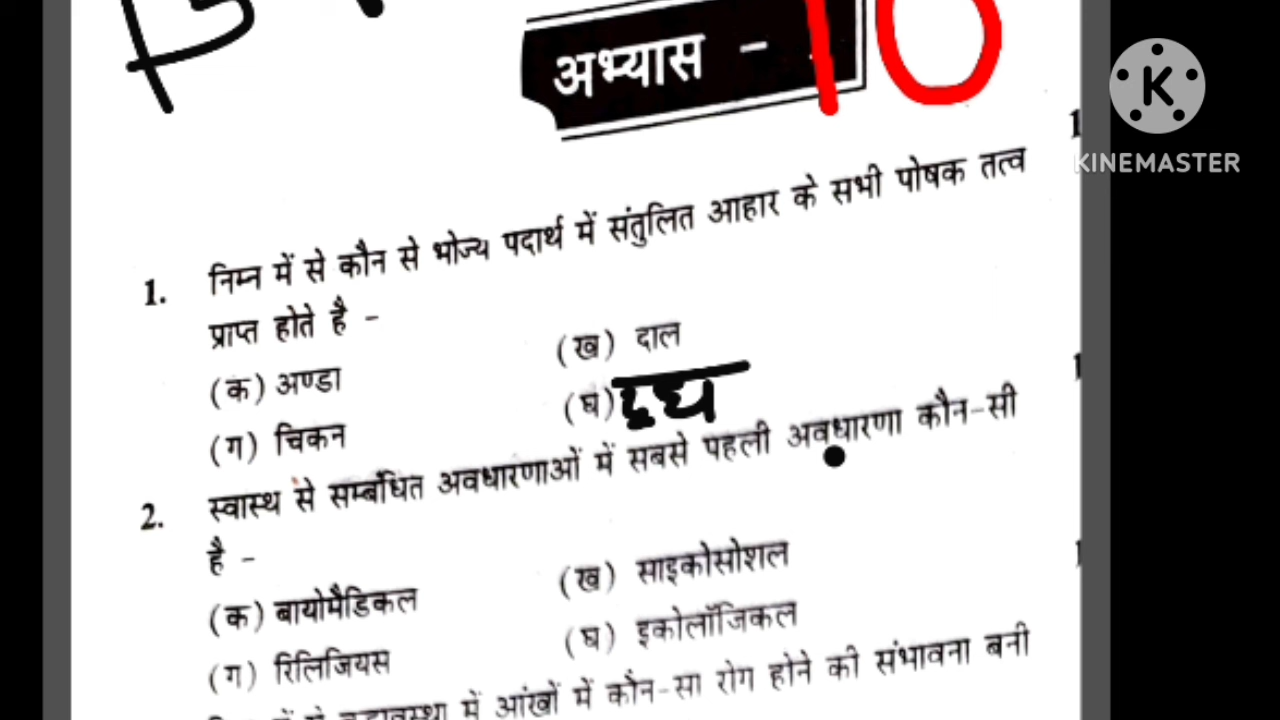 अभ्यास - 10
KINEMASTER
1. निम्न में से कौन से भोज्य पदार्थ में संतुलित आहार के सभी पोषक तत्व
प्राप्त होते है -
(क) अण्डा (ख) दाल
(ग) चिकन (घ) दूध
2. स्वास्थ से सम्बंधित अवधारणाओं में सबसे पहली अवधारणा कौन-सी
है -
(क) बायोमैडिकल (ख) साइकोसोशल
(ग) रिलिजियस (घ) इकोलॉजिकल
में आंखों में कौन-सा रोग होने की संभावना बनी